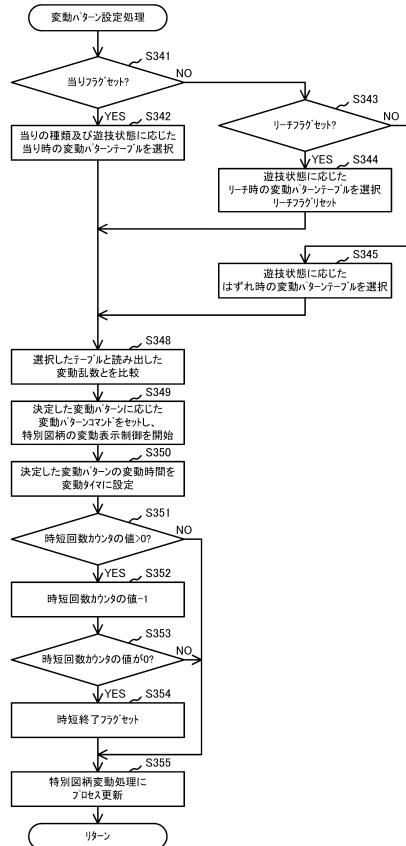 変動パターン設定処理
S341
当りフラグセット?
NO
YES
S342
当りの種類及び遊技状態に応じた
当り時の変動パターンテーブルを選択
S343
リーチフラグセット?
NO
YES
S344
遊技状態に応じた
リーチ時の変動パターンテーブルを選択
リーチフラグリセット
S345
遊技状態に応じた
はずれ時の変動パターンテーブルを選択
S348
選択したテーブルと読み出した
変動乱数とを比較
S349
決定した変動パターンに応じた
変動パターンコマンドをセットし、
特別図柄の変動表示制御を開始
S350
決定した変動パターンの変動時間を
変動タイマに設定
S351
時短回数カウンタの値>0?
NO
YES
S352
時短回数カウンタの値-1
S353
時短回数カウンタの値が0?
NO
YES
S354
時短終了フラグセット
S355
特別図柄変動処理に
プロセス更新
リターン